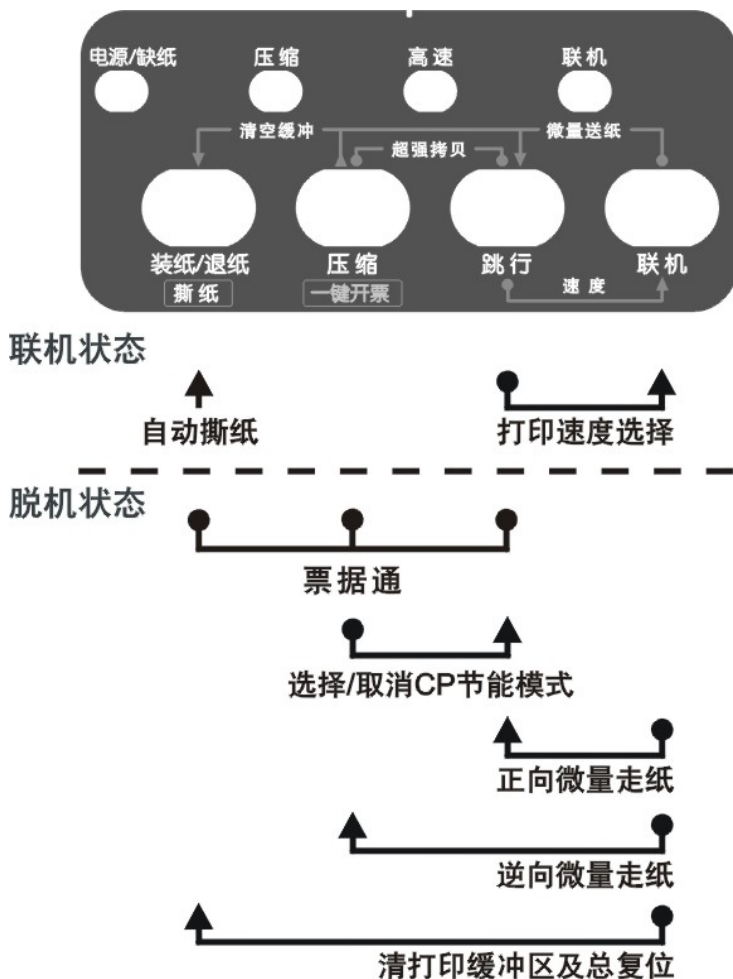 电源/缺纸 压缩 高速 联机
清空缓冲 微量送纸
超强拷贝
装纸/退纸 压缩 跳行 联机
撕纸 一键开票 速度
联机状态
自动撕纸 打印速度选择
脱机状态
票据通
选择/取消CP节能模式
正向微量走纸
逆向微量走纸
清打印缓冲区及总复位